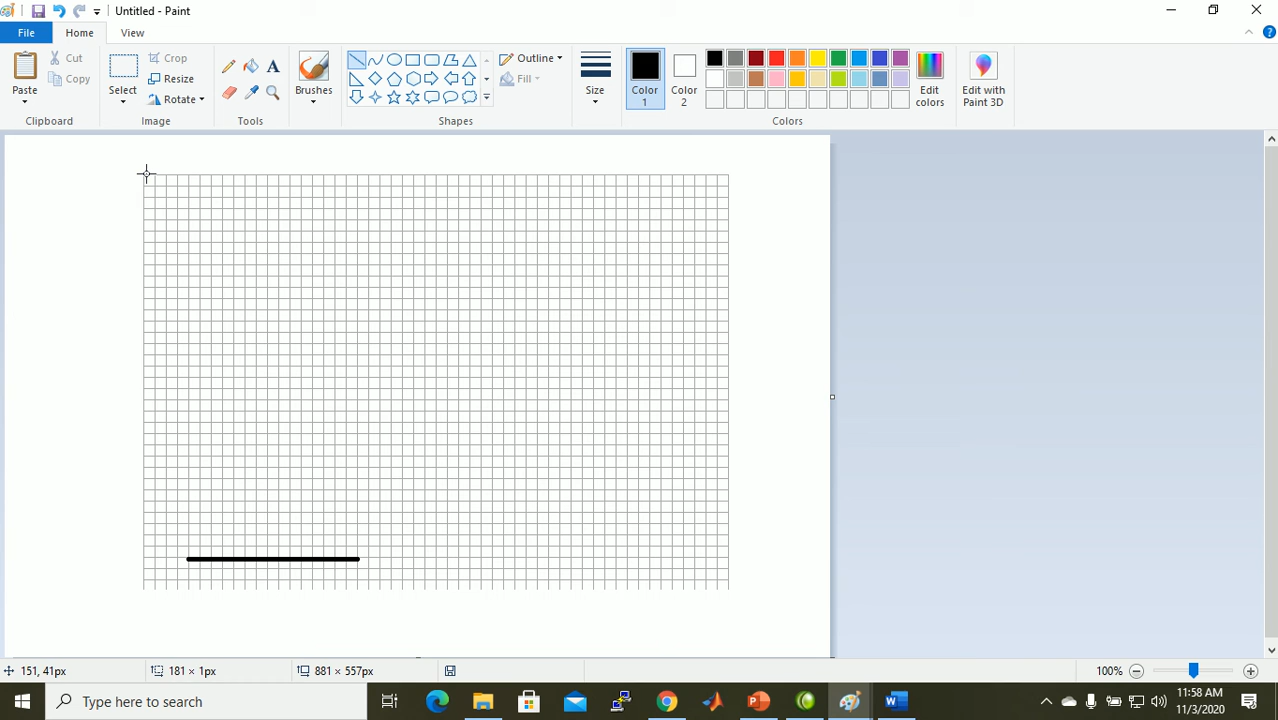 Untitled - Paint
File
Home
View
Paste
Cut
Copy
Clipboard
Select
Crop
Resize
Rotate
Image
A
Tools
Brushes
Outline
Fill
Shapes
Size
Color
1
Color
2
Edit
colors
Colors
Edit with
Paint 3D
?
151, 41px
181 × 1px
881 × 557px
100%
Type here to search
11:58 AM
11/3/2020